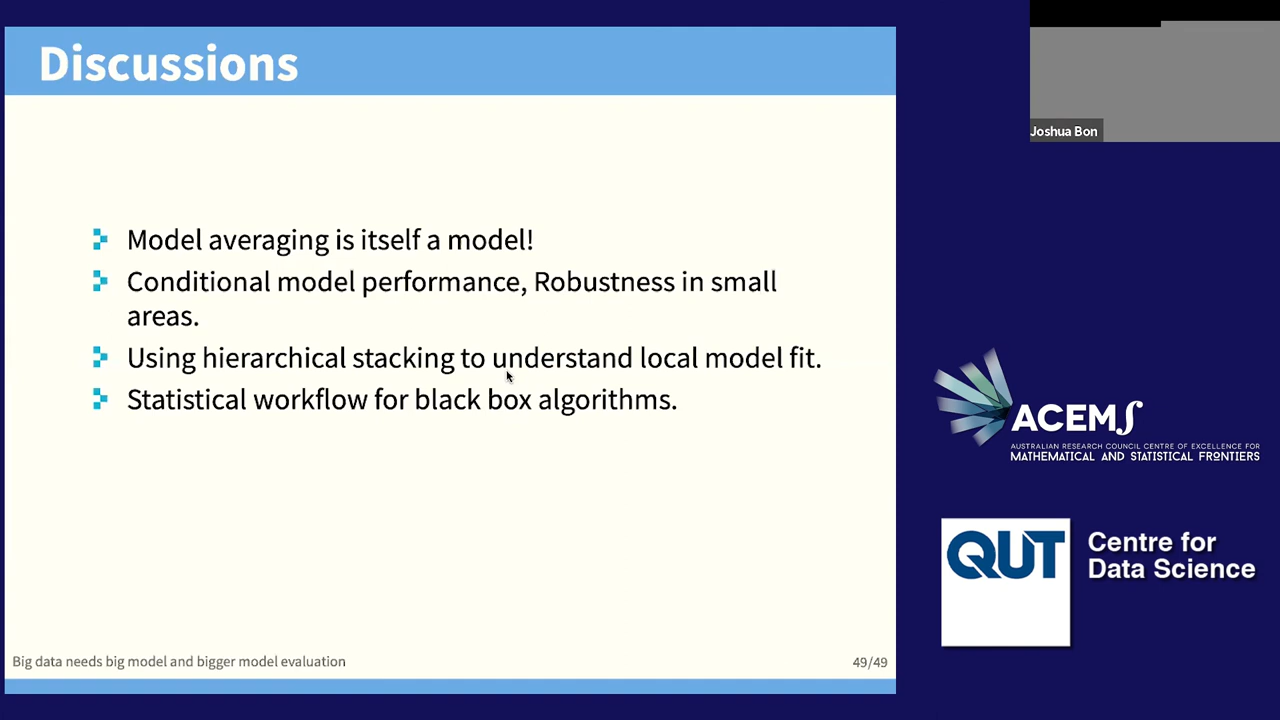 Discussions
Model averaging is itself a model!
Conditional model performance, Robustness in small
areas.
Using hierarchical stacking to understand local model fit.
Statistical workflow for black box algorithms.
Big data needs big model and bigger model evaluation
49/49
Joshua Bon
ACEMS
AUSTRALIAN RESEARCH COUNCIL CENTRE OF EXCELLENCE FOR
MATHEMATICAL AND STATISTICAL FRONTIERS
QUT
Centre for
Data Science